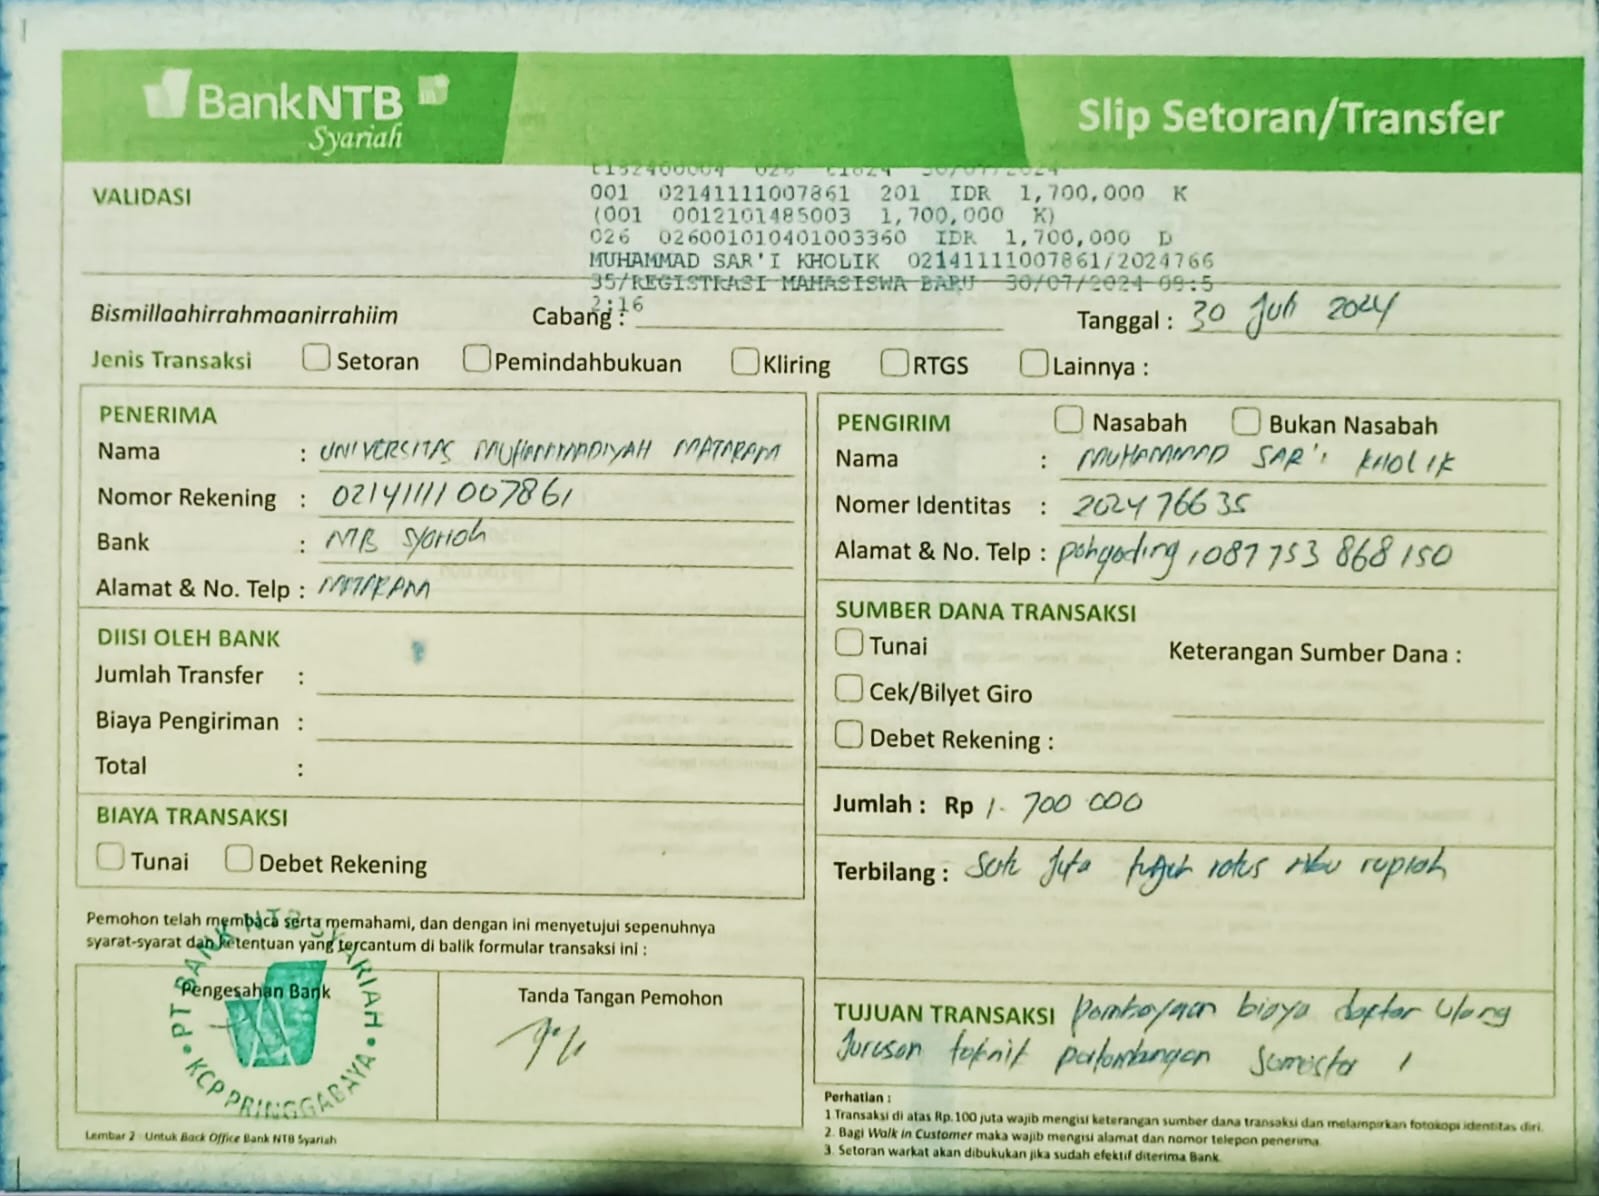 BankNTB
Syariah
Slip Setoran/Transfer
VALIDASI
001 02141111007861 201 IDR 1,700,000 K
(001 0012101485003 1,700,000 K)
026 026001010401003360 IDR 1,700,000 D
MUHAMMAD SAR'I KHOLIK 02141111007861/2024766
35/REGISTRASI MAHASISWA BARU 30/07/2024 09:5
2:16
Bismillaahirrahmaanirrahiim Cabang : Tanggal : 30 Juli 2024
Jenis Transaksi Setoran Pemindahbukuan Kliring RTGS Lainnya :
PENERIMA
Nama : UNIVERSITAS MUHAMMADIYAH MATARAM
Nomor Rekening : 02141111007861
Bank : NTB Syariah
Alamat & No. Telp : MATARAM
DIISI OLEH BANK
Jumlah Transfer :
Biaya Pengiriman :
Total :
BIAYA TRANSAKSI
Tunai Debet Rekening
Pemohon telah membaca serta memahami, dan dengan ini menyetujui sepenuhnya
syarat-syarat dan ketentuan yang tercantum di balik formular transaksi ini :
Pengesahan Bank
PT BANK NTB SYARIAH
KCP PRINGGABAYA
Tanda Tangan Pemohon
Lembar 2 : Untuk Back Office Bank NTB Syariah
PENGIRIM Nasabah Bukan Nasabah
Nama : MUHAMMAD SAR'I KHOLIK
Nomer Identitas : 202476635
Alamat & No. Telp : pohgading, 087 753 868 150
SUMBER DANA TRANSAKSI
Tunai Keterangan Sumber Dana :
Cek/Bilyet Giro
Debet Rekening :
Jumlah : Rp 1.700 000
Terbilang : Satu Juta tujuh ratus ribu rupiah
TUJUAN TRANSAKSI Pembayaan biaya daftar ulang
Jurusan teknik pertambangan Semester 1
Perhatian :
1 Transaksi di atas Rp.100 juta wajib mengisi keterangan sumber dana transaksi dan melampirkan fotokopi identitas diri.
2. Bagi Walk in Customer maka wajib mengisi alamat dan nomor telepon penerima
3. Setoran warkat akan dibukukan jika sudah efektif diterima Bank.